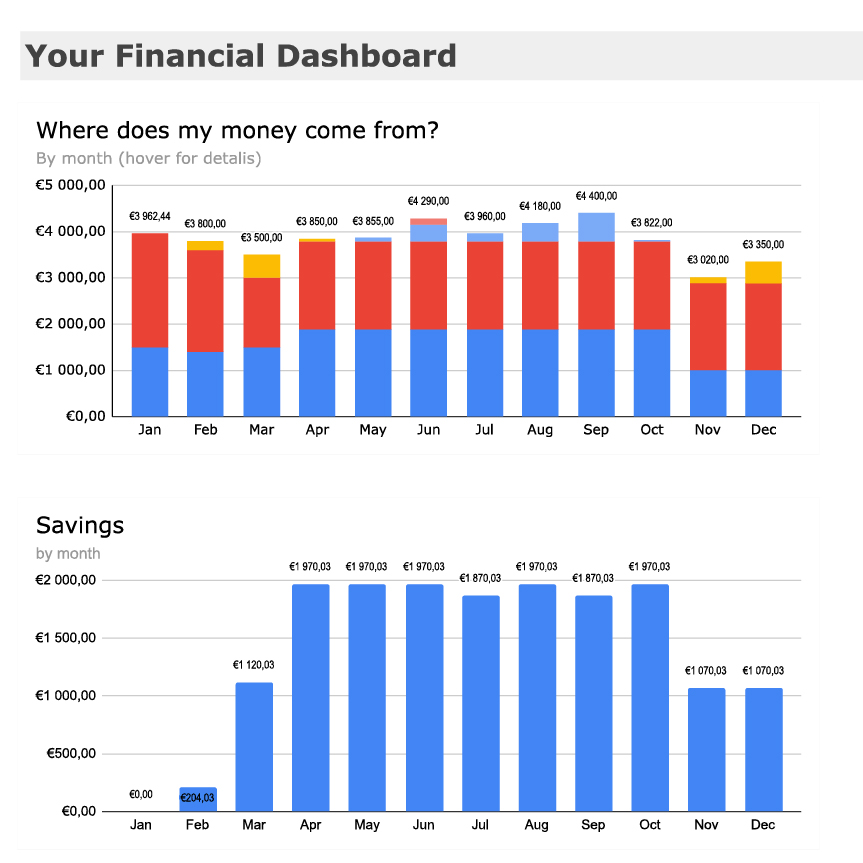 Your Financial Dashboard
Where does my money come from?
By month (hover for detalis)
€5 000,00
€4 290,00
€4 400,00
€3 962,44
€3 800,00
€3 850,00
€3 855,00
€3 960,00
€4 180,00
€3 822,00
€4 000,00
€3 500,00
€3 350,00
€3 020,00
€3 000,00
€2 000,00
€1 000,00
€0,00
Jan Feb Mar Apr May Jun Jul Aug Sep Oct Nov Dec
Savings
by month
€1 970,03 €1 970,03 €1 970,03 €1 970,03 €1 970,03
€2 000,00
€1 870,03 €1 870,03
€1 500,00
€1 120,03
€1 070,03 €1 070,03
€1 000,00
€500,00
€0,00
€204,03
€0,00
Jan Feb Mar Apr May Jun Jul Aug Sep Oct Nov Dec